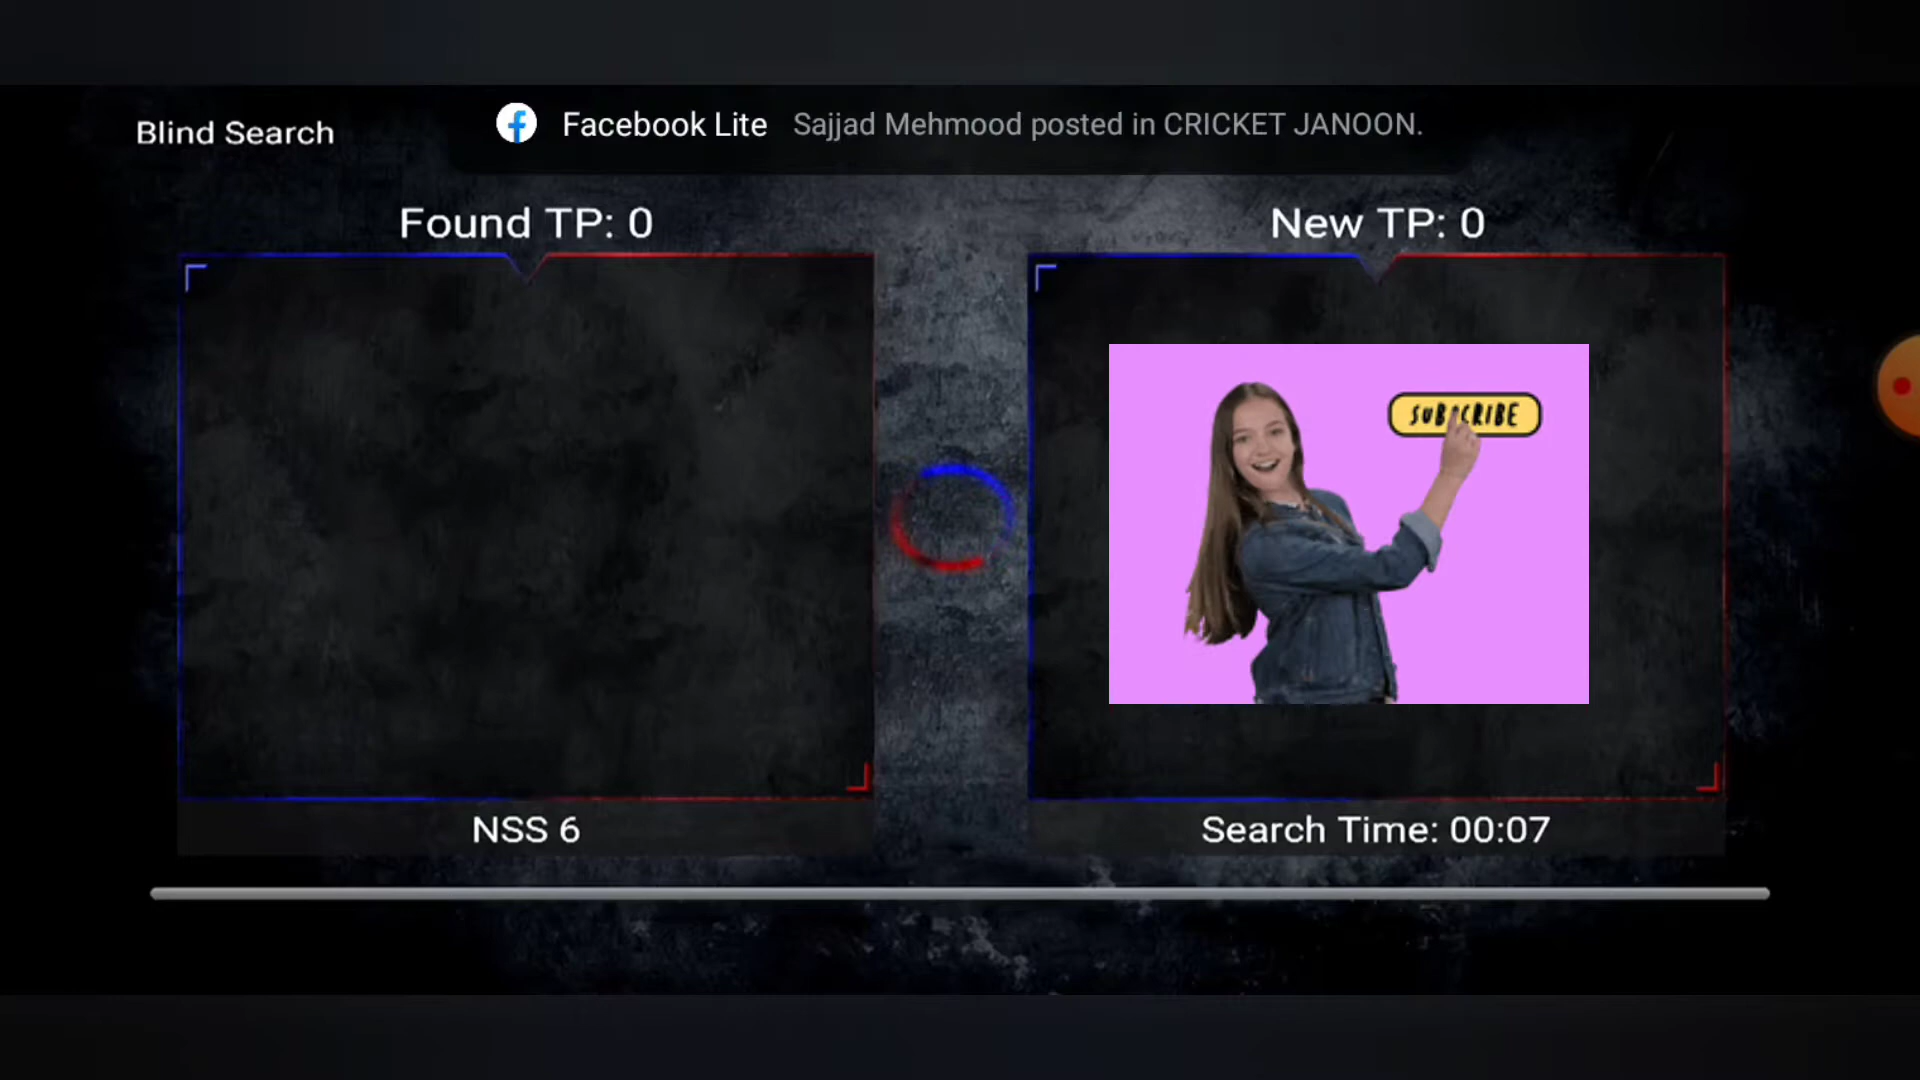 Blind Search
Facebook Lite Sajjad Mehmood posted in CRICKET JANOON.
Found TP: 0
New TP: 0
SUBSCRIBE
NSS 6
Search Time: 00:07